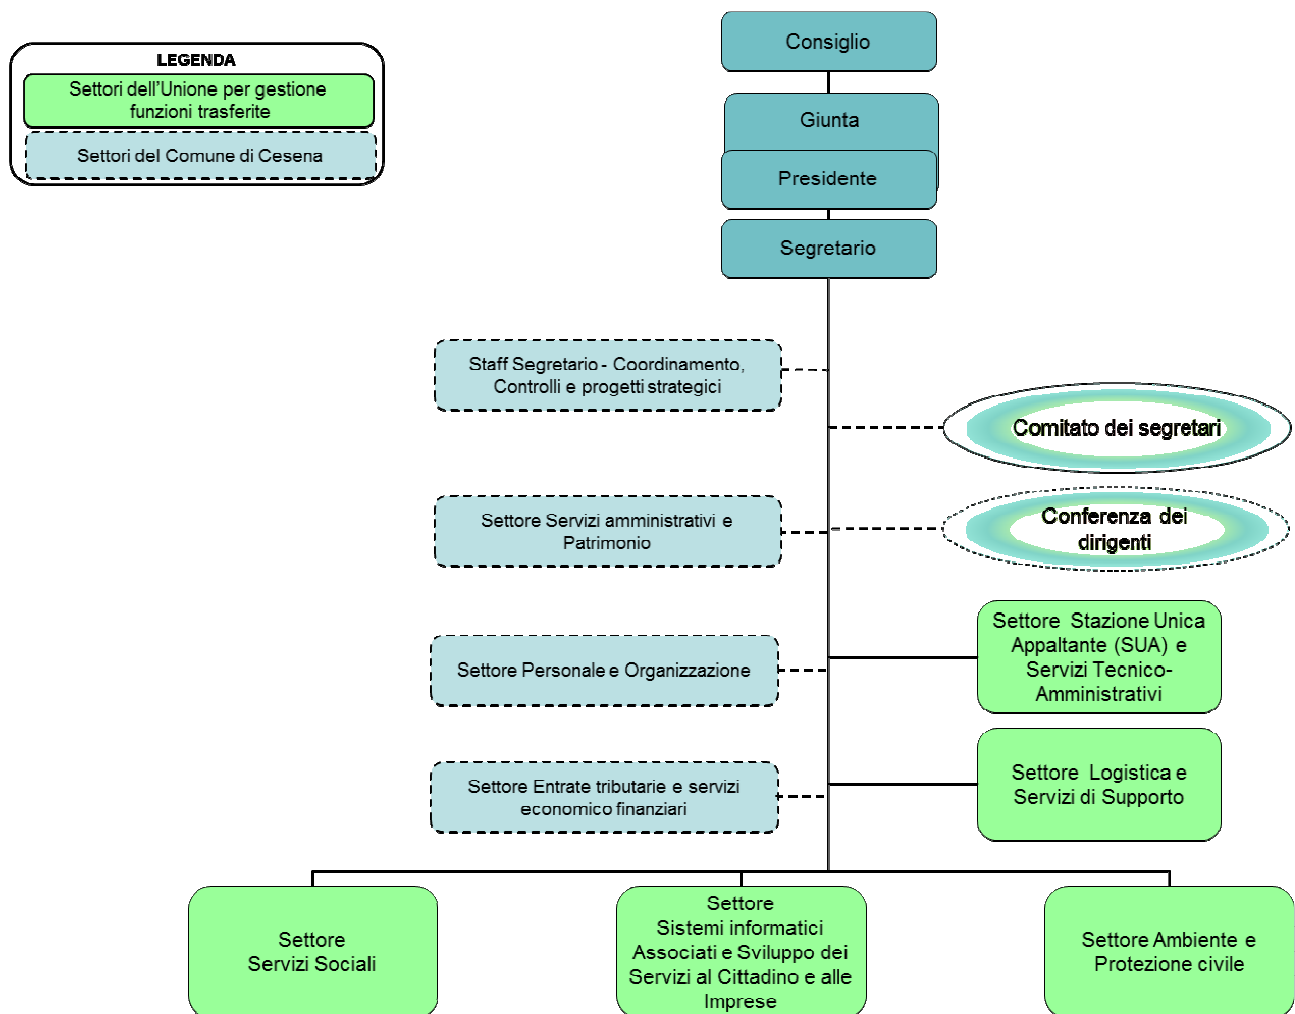 LEGENDA
Settori dell'Unione per gestione
funzioni trasferite
Settori del Comune di Cesena
Consiglio
Giunta
Presidente
Segretario
Staff Segretario - Coordinamento,
Controlli e progetti strategici
Comitato dei segretari
Settore Servizi amministrativi e
Patrimonio
Conferenza dei
dirigenti
Settore Personale e Organizzazione
Settore Stazione Unica
Appaltante (SUA) e
Servizi Tecnico-
Amministrativi
Settore Entrate tributarie e servizi
economico finanziari
Settore Logistica e
Servizi di Supporto
Settore
Servizi Sociali
Settore
Sistemi informatici
Associati e Sviluppo dei
Servizi al Cittadino e alle
Imprese
Settore Ambiente e
Protezione civile